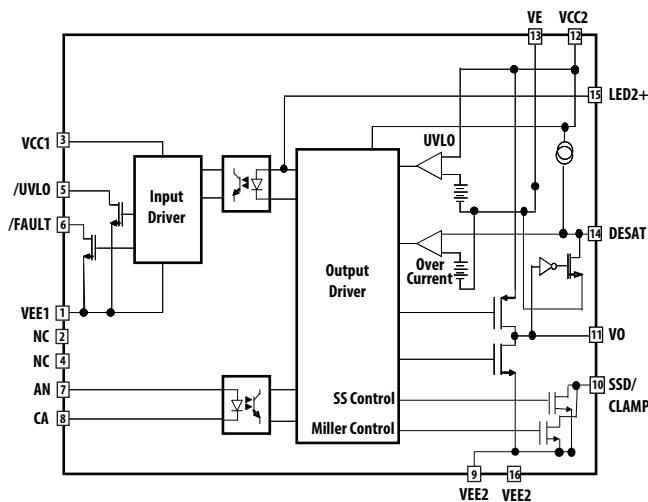 VE VCC2
13 12
15 LED2+
VCC1 3
UVLO
/UVLO 5
Input
Driver
/FAULT 6
14 DESAT
Over
Current
Output
Driver
VEE1 1
NC 2
11 VO
NC 4
AN 7
10 SSD/
CLAMP
SS Control
CA 8
Miller Control
9 16
VEE2 VEE2